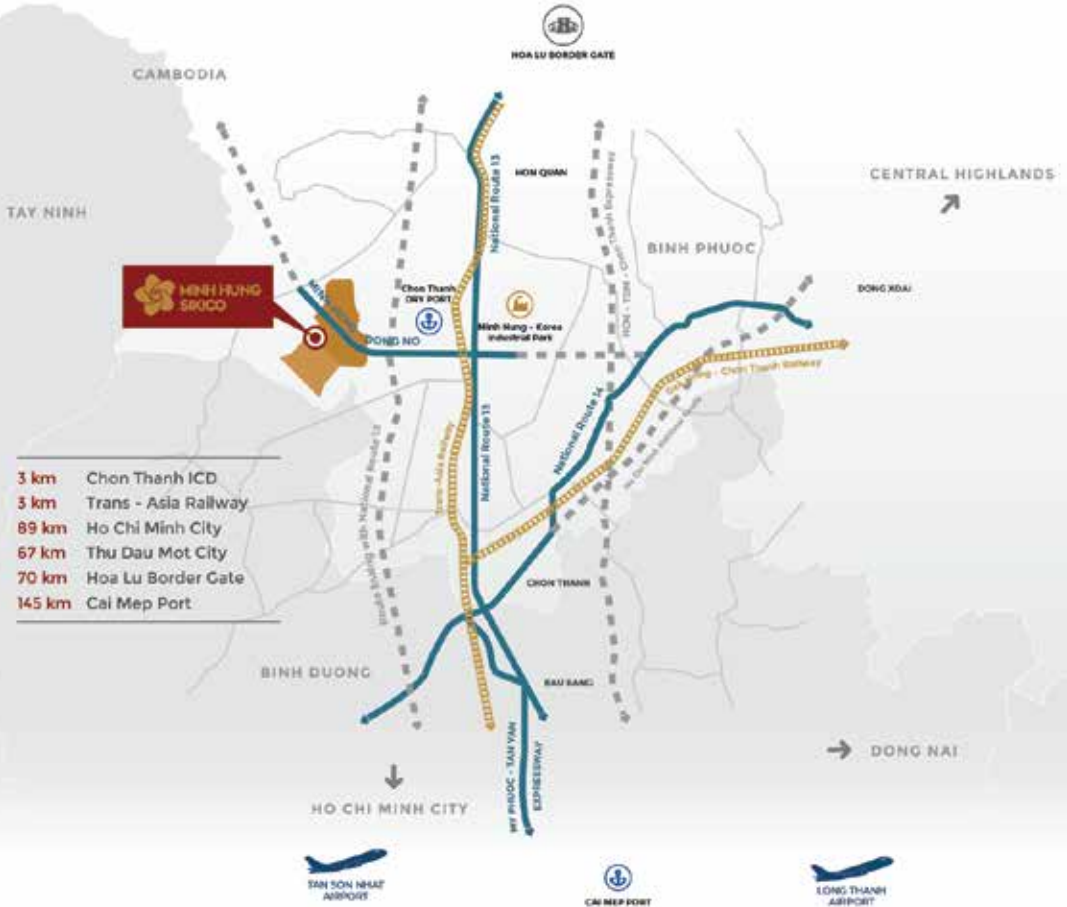 HOA LU BORDER GATE
CAMBODIA
HON QUAN
CENTRAL HIGHLANDS
TAY NINH
National Route 13
BINH PHUOC
MINH HUNG
SIKICO
Chon Thanh
DRY PORT
DONG XOAI
Minh Hung - Korea
Industrial Park
DONG NO
National Route 14
National Route 13
Trans-Asia Railway
3 km Chon Thanh ICD
3 km Trans - Asia Railway
89 km Ho Chi Minh City
67 km Thu Dau Mot City
70 km Hoa Lu Border Gate
145 km Cai Mep Port
CHON THANH
BINH DUONG
BAU BANG
MY PHUOC - TAN VAN
EXPRESSWAY
DONG NAI
HO CHI MINH CITY
TAN SON NHAT
AIRPORT
CAI MEP PORT
LONG THANH
AIRPORT